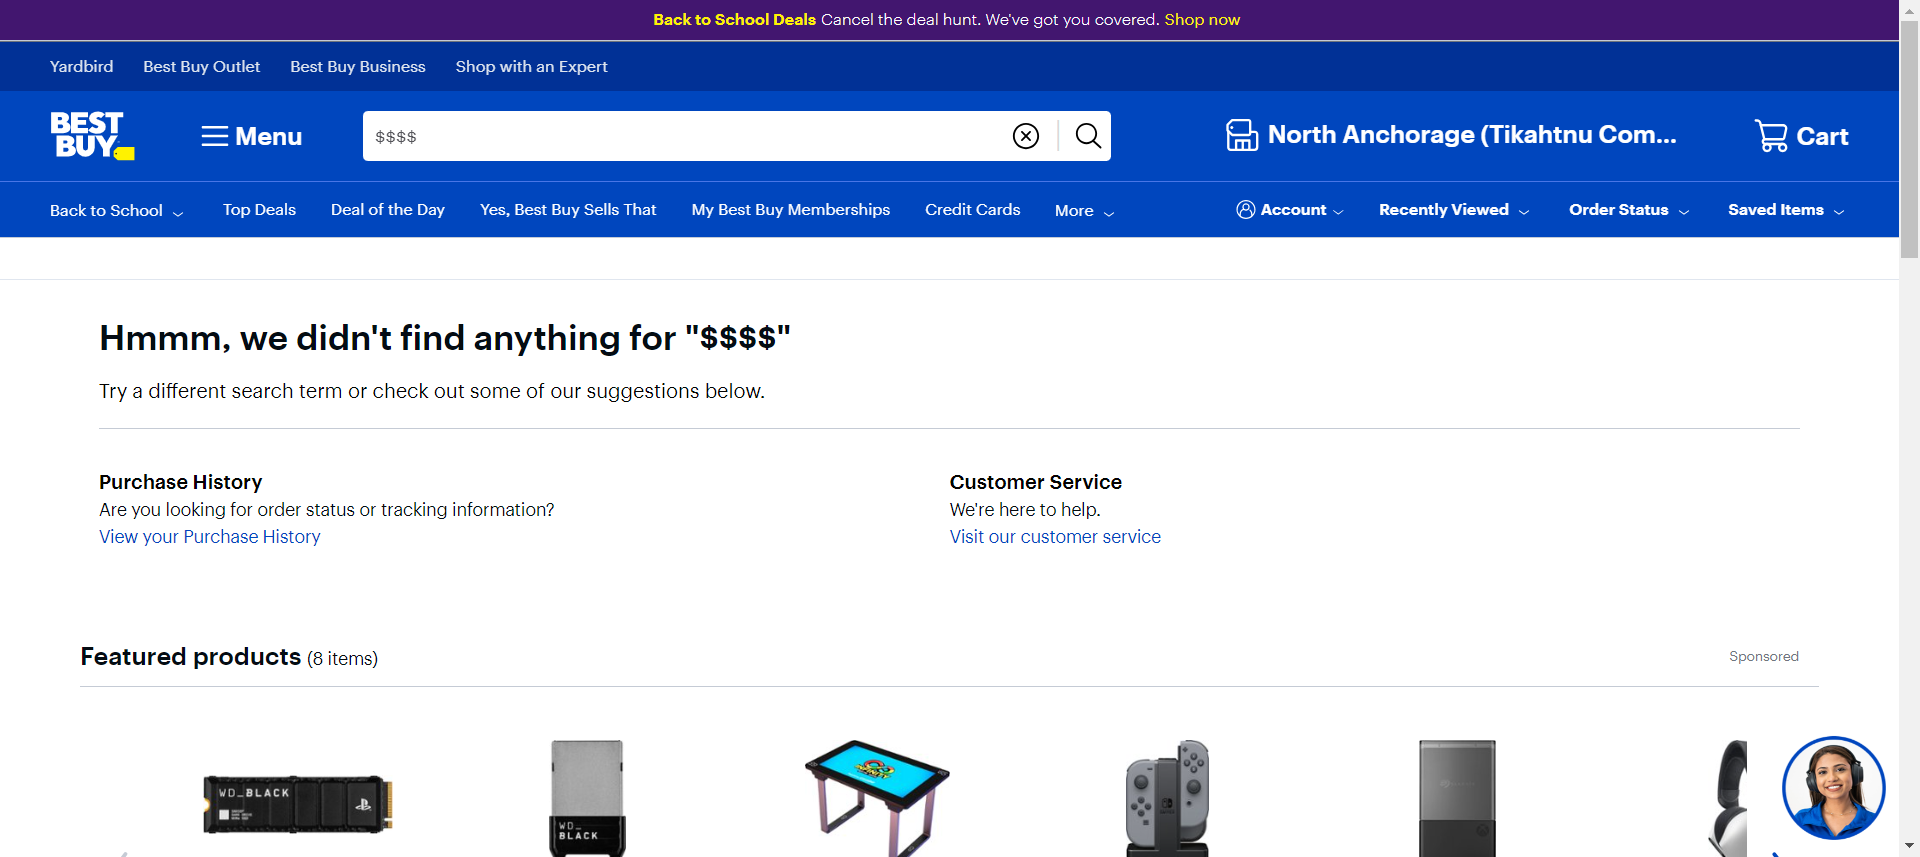 Back to School Deals Cancel the deal hunt. We've got you covered. Shop now
Yardbird Best Buy Outlet Best Buy Business Shop with an Expert
BEST BUY
Menu
$$$$
North Anchorage (Tikahtnu Com...
Cart
Back to School Top Deals Deal of the Day Yes, Best Buy Sells That My Best Buy Memberships Credit Cards More
Account Recently Viewed Order Status Saved Items
Hmmm, we didn't find anything for "$$$$"
Try a different search term or check out some of our suggestions below.
Purchase History
Are you looking for order status or tracking information?
View your Purchase History
Customer Service
We're here to help.
Visit our customer service
Featured products (8 items)
Sponsored
WD_BLACK
WD_
BLACK